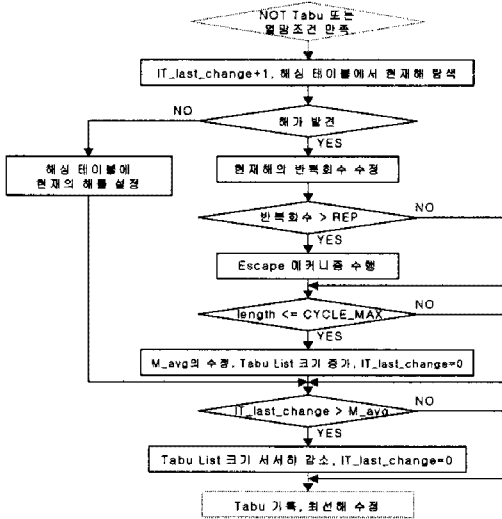 NOT Tabu 또는
열망조건 만족
IT_last_change+1, 해싱 테이블에서 현재해 탐색
NO
해가 발견
YES
해싱 테이블에
현재의 해를 설정
현재해의 반복회수 수정
반복회수 > REP
NO
YES
Escape 메커니즘 수행
length <= CYCLE_MAX
NO
YES
M_avg의 수정, Tabu List 크기 증가, IT_last_change=0
IT_last_change > M_avg
NO
YES
Tabu List 크기 서서히 감소, IT_last_change=0
Tabu 기록, 최선해 수정